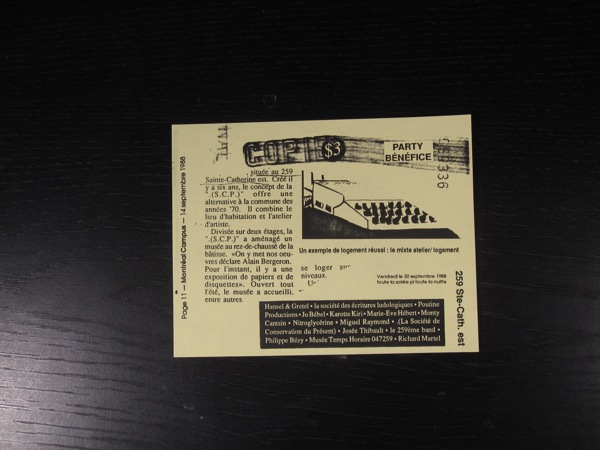 Page 11 — Montréal Campus — 14 septembre 1988
COPIE
$3
PARTY
BÉNÉFICE
située au 259
Sainte-Catherine est. Créé il
y a six ans, le concept de la
".(S.C.P.)" offre une
alternative à la commune des
années '70. Il combine le
lieu d'habitation et l'atelier
d'artiste.
Divisée sur deux étages, la
".(S.C.P.)" a aménagé un
musée au rez-de-chaussé de la
bâtisse. «On y met nos oeu-
vres déclare Alain Bergeron.
Pour l'instant, il y a une
exposition de papiers et de
disquettes». Ouvert tout
l'été, le musée a accueilli,
entre autres
Un exemple de logement réussi : le mixte atelier/ logement
se loger sur
niveaux.
Vendredi le 30 septembre 1988
toute la soirée pi toute la nuitte
259 Ste-Cath. est
Hansel & Gretel • la société des écritures ludologiques • Poutine
Productions • Jo Bébel • Karotte Kiri • Marie-Eve Hébert • Monty
Cantsin • Nitroglycérine • Miguel Raymond • .(La Société de
Conservation du Présent) • Josée Thibault • le 259ème band •
Philippe Bézy • Musée Temps Horaire 047259 • Richard Martel